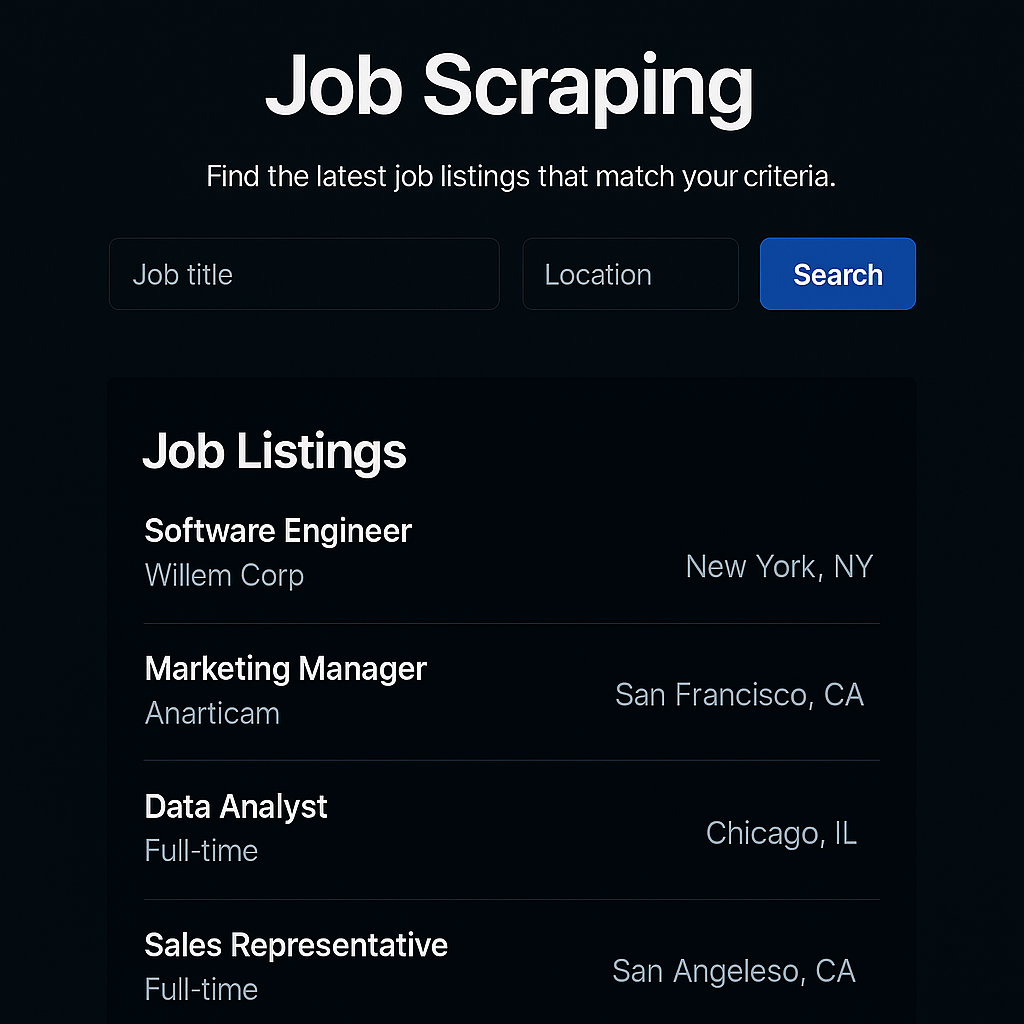 Job Scraping
Find the latest job listings that match your criteria.
Job title
Location
Search
Job Listings
Software Engineer
Willem Corp
New York, NY
Marketing Manager
Anarticam
San Francisco, CA
Data Analyst
Full-time
Chicago, IL
Sales Representative
Full-time
San Angeleso, CA